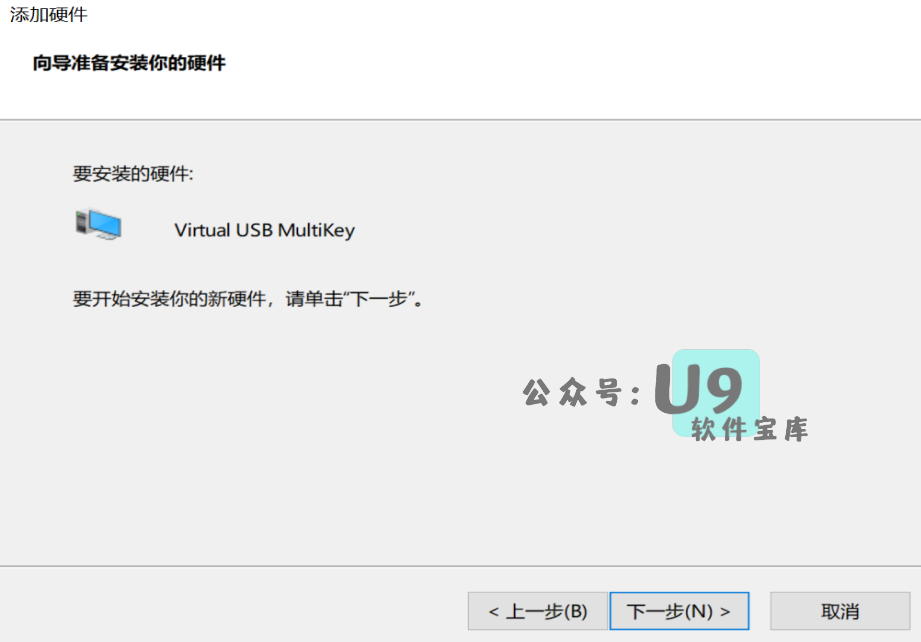 添加硬件
向导准备安装你的硬件
要安装的硬件:
Virtual USB MultiKey
要开始安装你的新硬件，请单击“下一步”。
公众号: U9
软件宝库
< 上一步(B) 下一步(N) > 取消